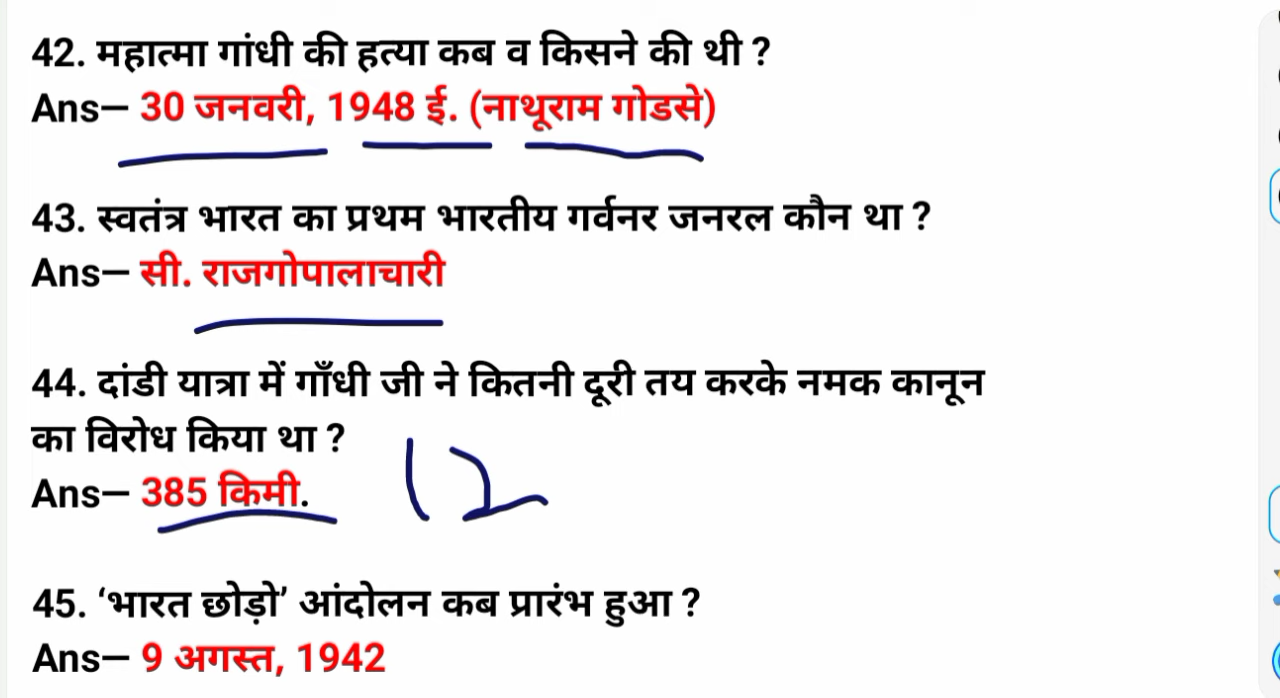 42. महात्मा गांधी की हत्या कब व किसने की थी ?
Ans– 30 जनवरी, 1948 ई. (नाथूराम गोडसे)
43. स्वतंत्र भारत का प्रथम भारतीय गर्वनर जनरल कौन था ?
Ans– सी. राजगोपालाचारी
44. दांडी यात्रा में गाँधी जी ने कितनी दूरी तय करके नमक कानून
का विरोध किया था ?
Ans– 385 किमी. 12
45. ‘भारत छोड़ो’ आंदोलन कब प्रारंभ हुआ ?
Ans– 9 अगस्त, 1942